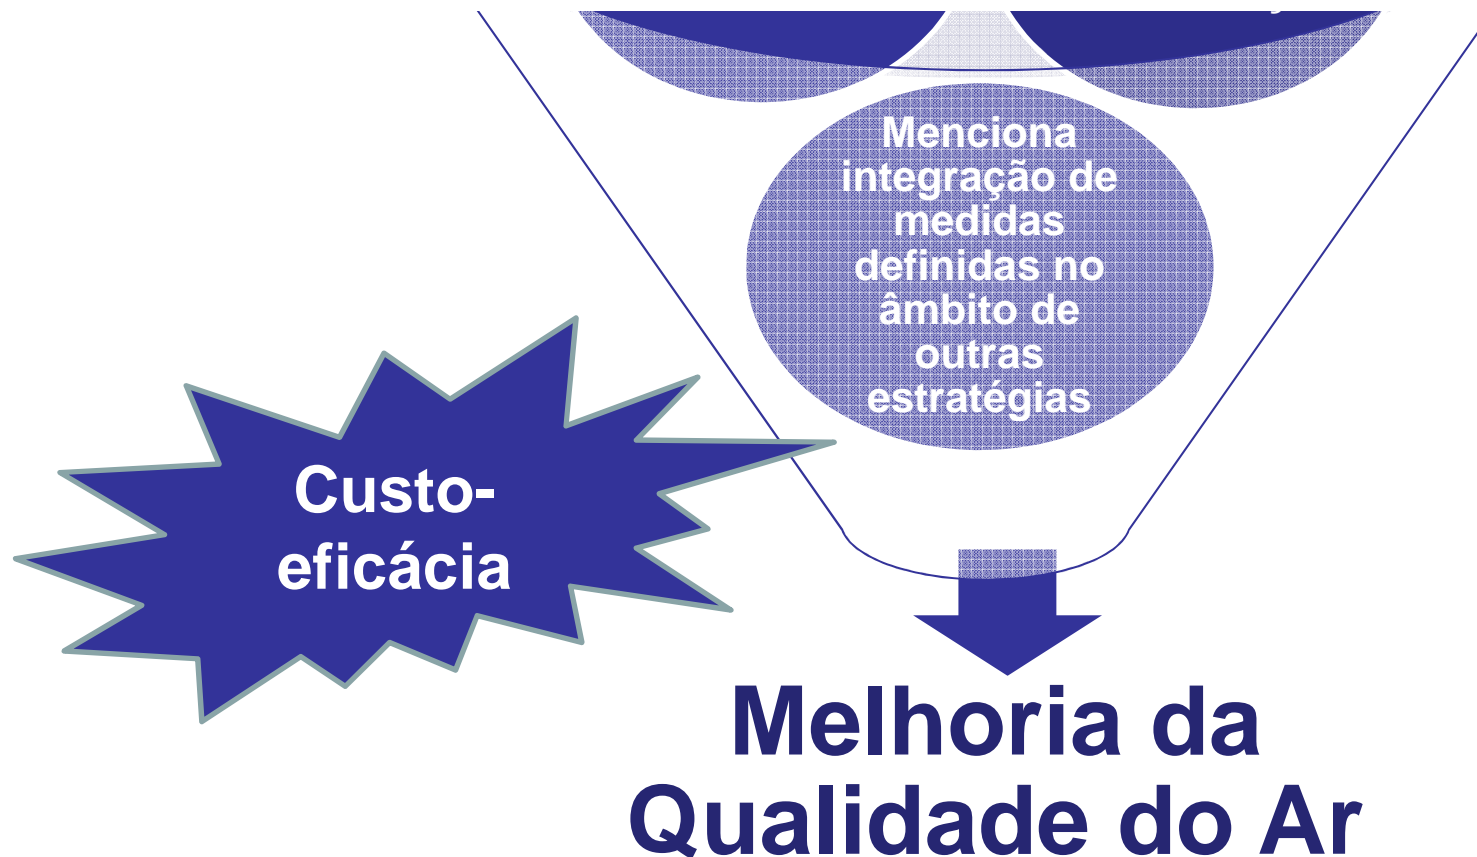 Menciona
integração de
medidas
definidas no
âmbito de
outras
estratégias
Custo-
eficácia
Melhoria da
Qualidade do Ar